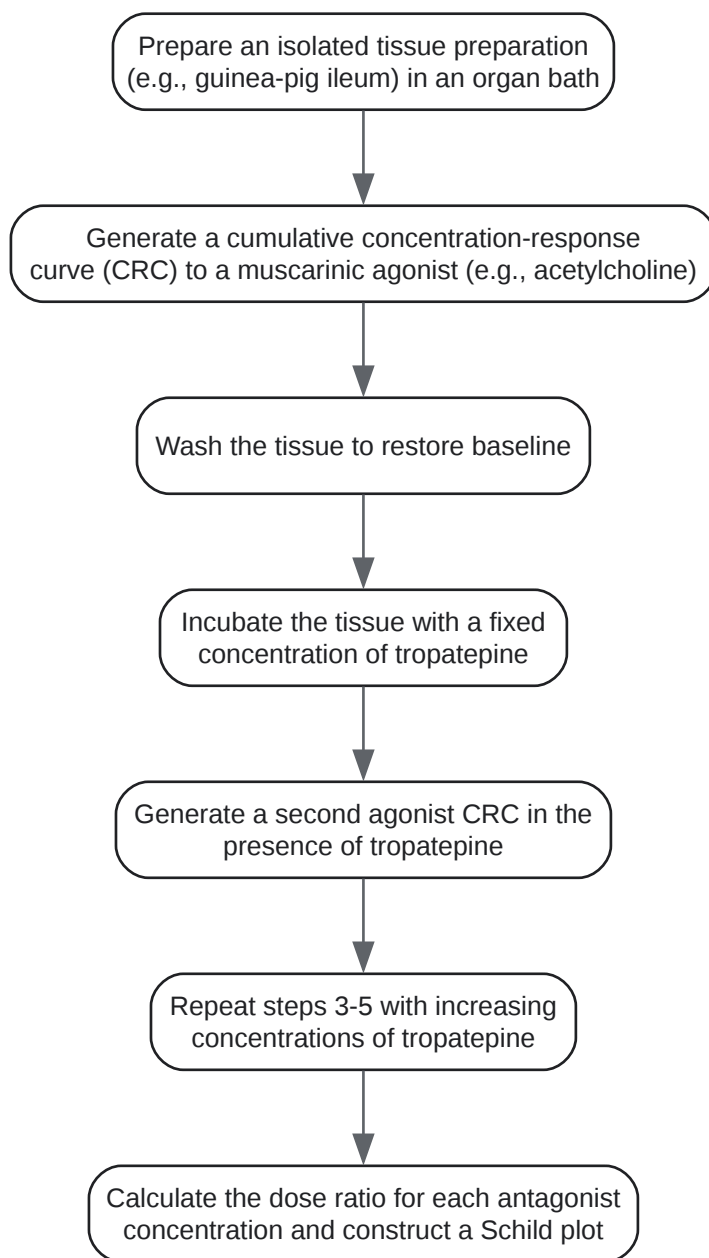 Prepare an isolated tissue preparation
(e.g., guinea-pig ileum) in an organ bath
Generate a cumulative concentration-response
curve (CRC) to a muscarinic agonist (e.g., acetylcholine)
Wash the tissue to restore baseline
Incubate the tissue with a fixed
concentration of tropatepine
Generate a second agonist CRC in the
presence of tropatepine
Repeat steps 3-5 with increasing
concentrations of tropatepine
Calculate the dose ratio for each antagonist
concentration and construct a Schild plot